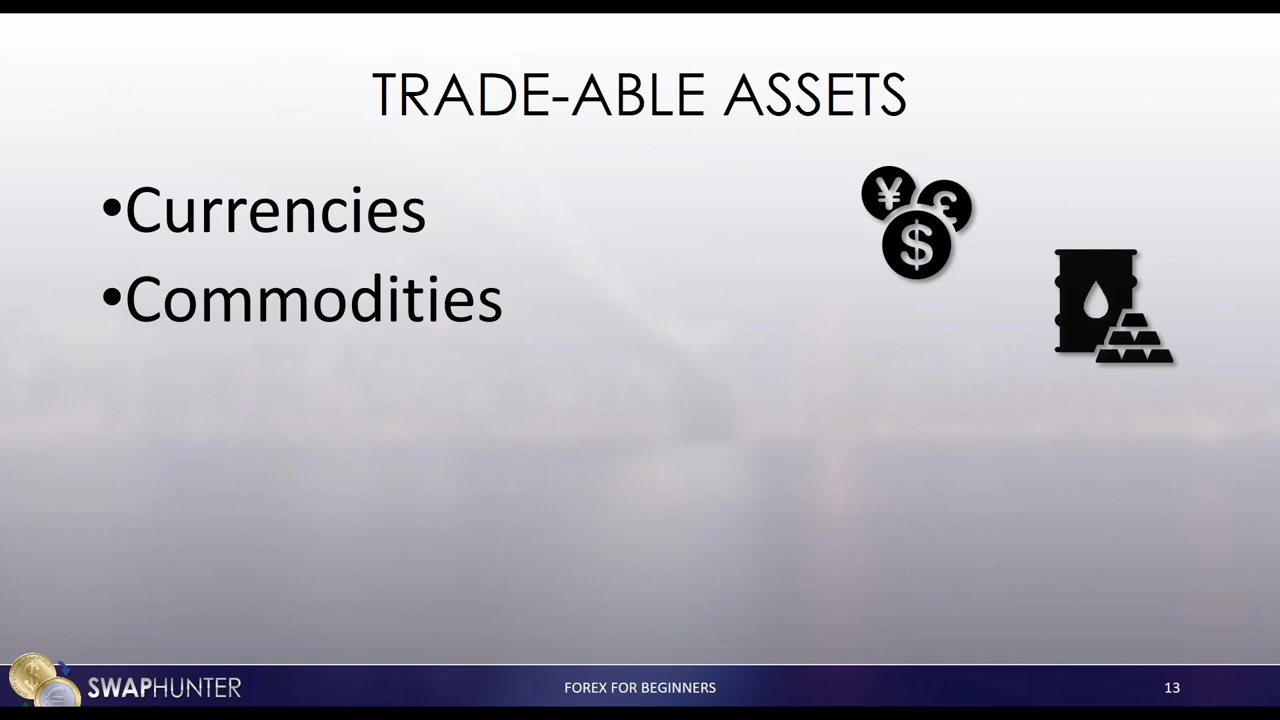 TRADE-ABLE ASSETS
•Currencies
•Commodities
¥ £ $
SWAPHUNTER
FOREX FOR BEGINNERS
13